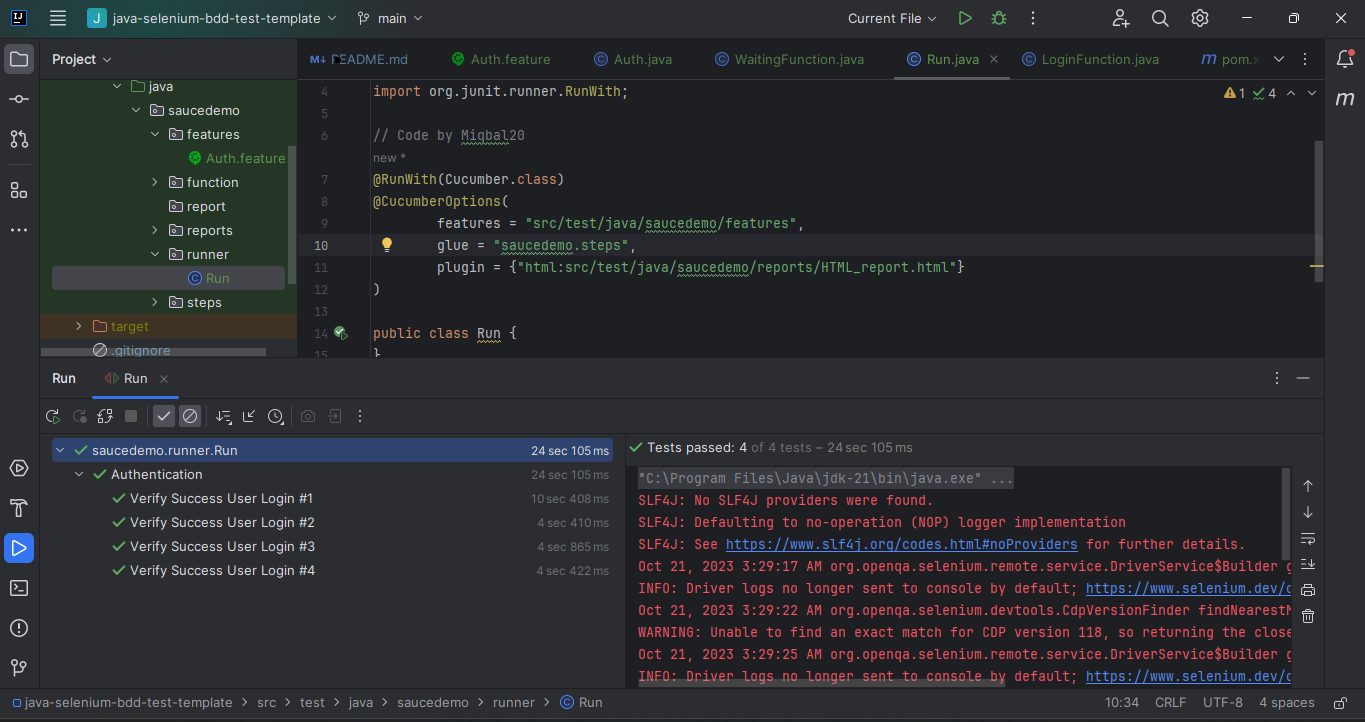 J java-selenium-bdd-test-template main Current File
Project
README.md Auth.feature Auth.java WaitingFunction.java Run.java LoginFunction.java pom.
java
saucedemo
features
Auth.feature
function
report
reports
runner
Run
steps
target
.gitignore
4 import org.junit.runner.RunWith;
1 4
5
6 // Code by Miqbal20
new *
7 @RunWith(Cucumber.class)
8 @CucumberOptions(
9 features = "src/test/java/saucedemo/features",
10 glue = "saucedemo.steps",
11 plugin = {"html:src/test/java/saucedemo/reports/HTML_report.html"}
12 )
13
14 public class Run {
15 }
Run Run
saucedemo.runner.Run 24 sec 105 ms
Authentication 24 sec 105 ms
Verify Success User Login #1 10 sec 408 ms
Verify Success User Login #2 4 sec 410 ms
Verify Success User Login #3 4 sec 865 ms
Verify Success User Login #4 4 sec 422 ms
Tests passed: 4 of 4 tests – 24 sec 105 ms
"C:\Program Files\Java\jdk-21\bin\java.exe" ...
SLF4J: No SLF4J providers were found.
SLF4J: Defaulting to no-operation (NOP) logger implementation
SLF4J: See https://www.slf4j.org/codes.html#noProviders for further details.
Oct 21, 2023 3:29:17 AM org.openqa.selenium.remote.service.DriverService$Builder g
INFO: Driver logs no longer sent to console by default; https://www.selenium.dev/d
Oct 21, 2023 3:29:22 AM org.openqa.selenium.devtools.CdpVersionFinder findNearestM
WARNING: Unable to find an exact match for CDP version 118, so returning the close
Oct 21, 2023 3:29:25 AM org.openqa.selenium.remote.service.DriverService$Builder g
INFO: Driver logs no longer sent to console by default; https://www.selenium.dev/d
java-selenium-bdd-test-template > src > test > java > saucedemo > runner > Run 10:34 CRLF UTF-8 4 spaces